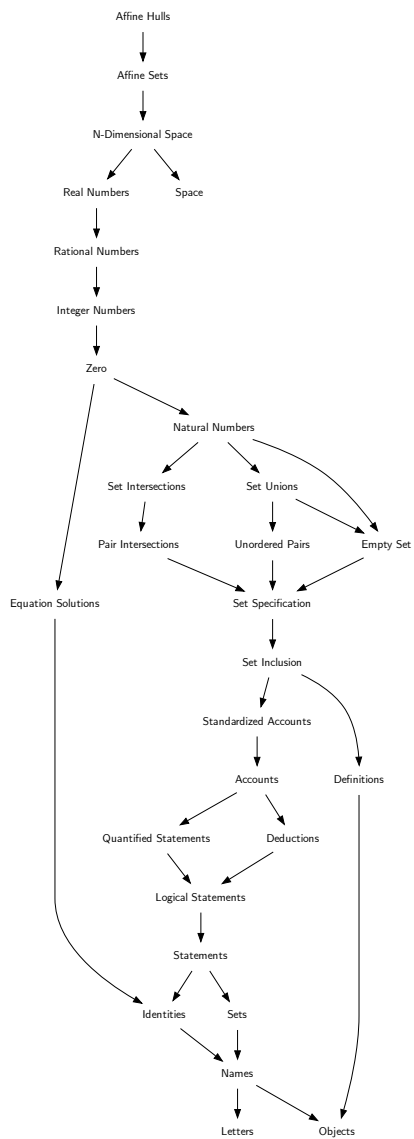 Affine Hulls
Affine Sets
N-Dimensional Space
Real Numbers
Space
Rational Numbers
Integer Numbers
Zero
Natural Numbers
Set Intersections
Set Unions
Pair Intersections
Unordered Pairs
Empty Set
Equation Solutions
Set Specification
Set Inclusion
Standardized Accounts
Accounts
Definitions
Quantified Statements
Deductions
Logical Statements
Statements
Identities
Sets
Names
Letters
Objects